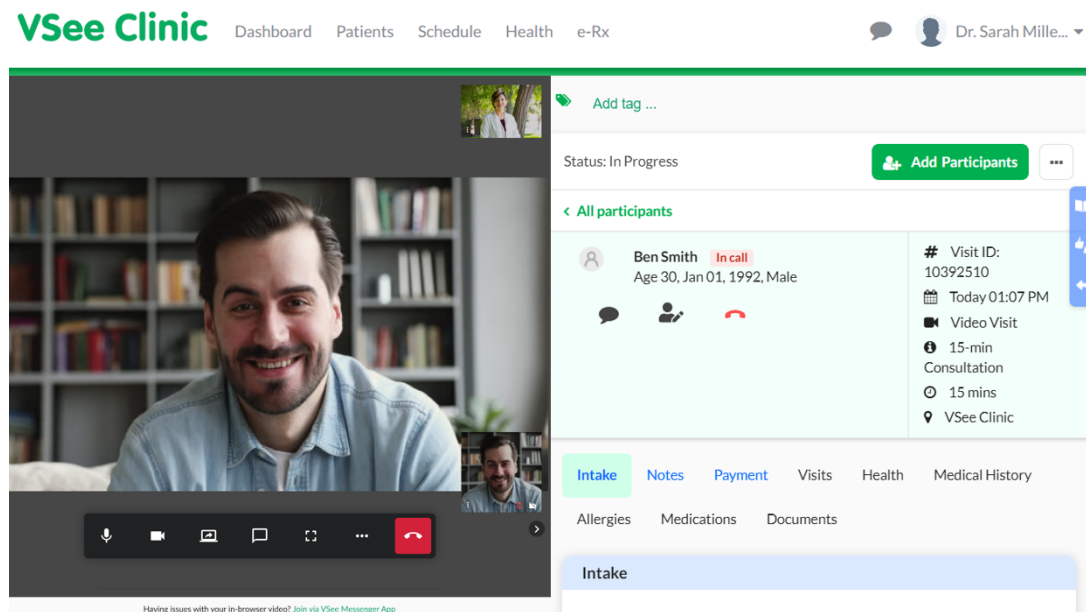 VSee Clinic Dashboard Patients Schedule Health e-Rx Dr. Sarah Mille...
Add tag ...
Status: In Progress Add Participants
All participants
Ben Smith In call
Age 30, Jan 01, 1992, Male
# Visit ID:
10392510
Today 01:07 PM
Video Visit
15-min
Consultation
15 mins
VSee Clinic
Intake Notes Payment Visits Health Medical History
Allergies Medications Documents
Intake
Having issues with your in-browser video? Join via VSee Messenger App